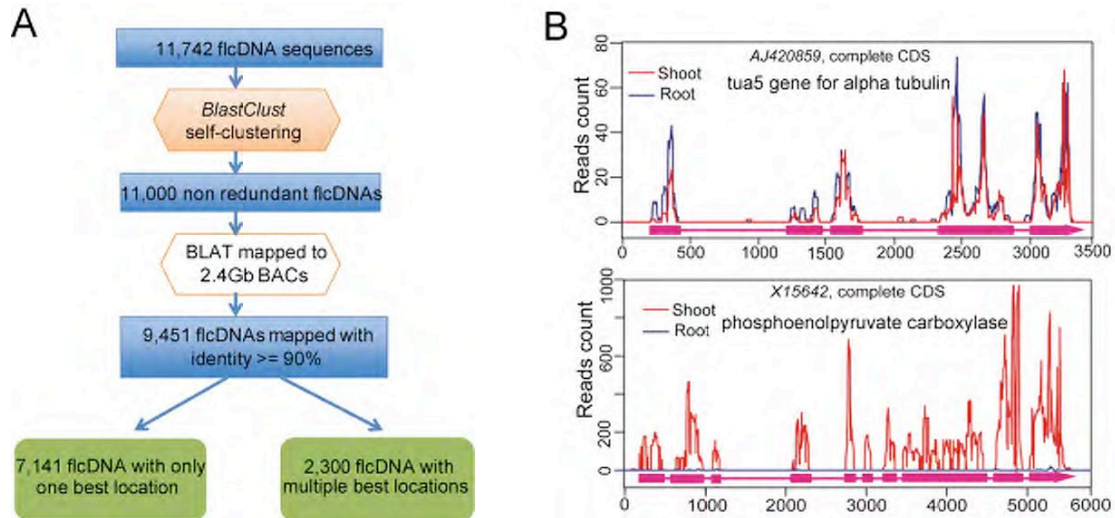 A
11,742 flcDNA sequences
BlastClust
self-clustering
11,000 non redundant flcDNAs
BLAT mapped to
2.4Gb BACs
9,451 flcDNAs mapped with
identity >= 90%
7,141 flcDNA with only
one best location
2,300 flcDNA with
multiple best locations
B
AJ420859, complete CDS
tua5 gene for alpha tubulin
Shoot
Root
Reads count
80
60
40
20
0
0 500 1000 1500 2000 2500 3000 3500
X15642, complete CDS
phosphoenolpyruvate carboxylase
Shoot
Root
Reads count
1000
600
200
0
0 1000 2000 3000 4000 5000 6000